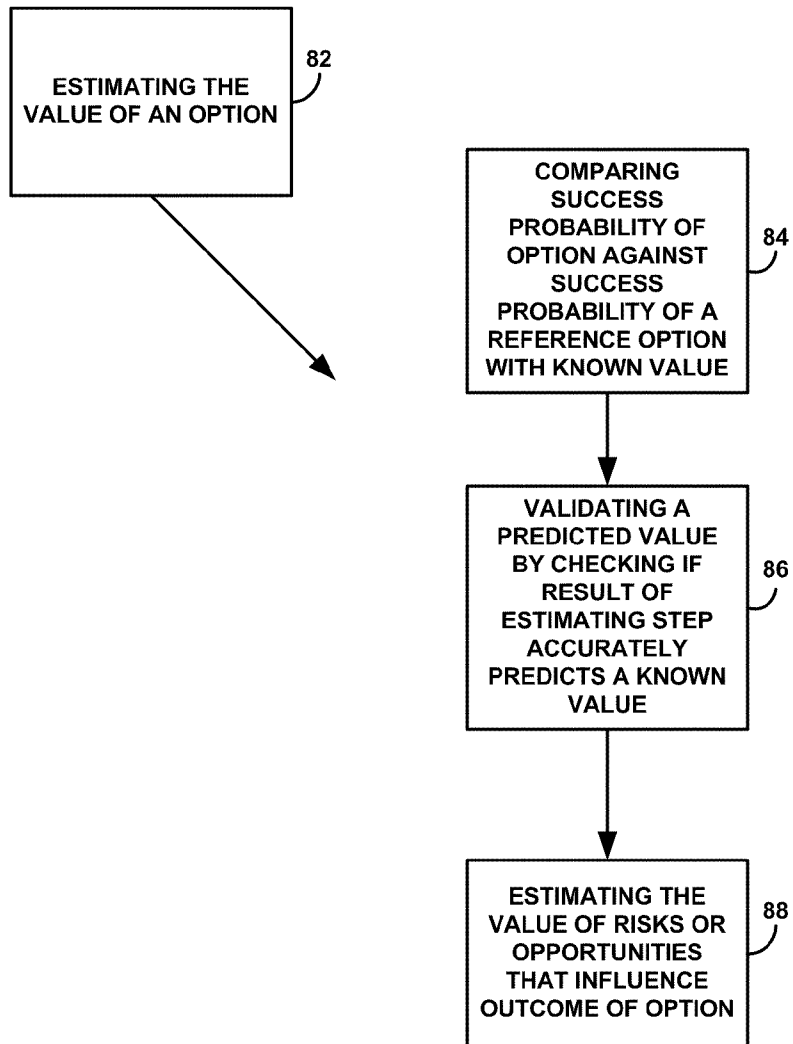 ESTIMATING THE
VALUE OF AN OPTION
82
COMPARING
SUCCESS
PROBABILITY OF
OPTION AGAINST
SUCCESS
PROBABILITY OF A
REFERENCE OPTION
WITH KNOWN VALUE
84
VALIDATING A
PREDICTED VALUE
BY CHECKING IF
RESULT OF
ESTIMATING STEP
ACCURATELY
PREDICTS A KNOWN
VALUE
86
ESTIMATING THE
VALUE OF RISKS OR
OPPORTUNITIES
THAT INFLUENCE
OUTCOME OF OPTION
88